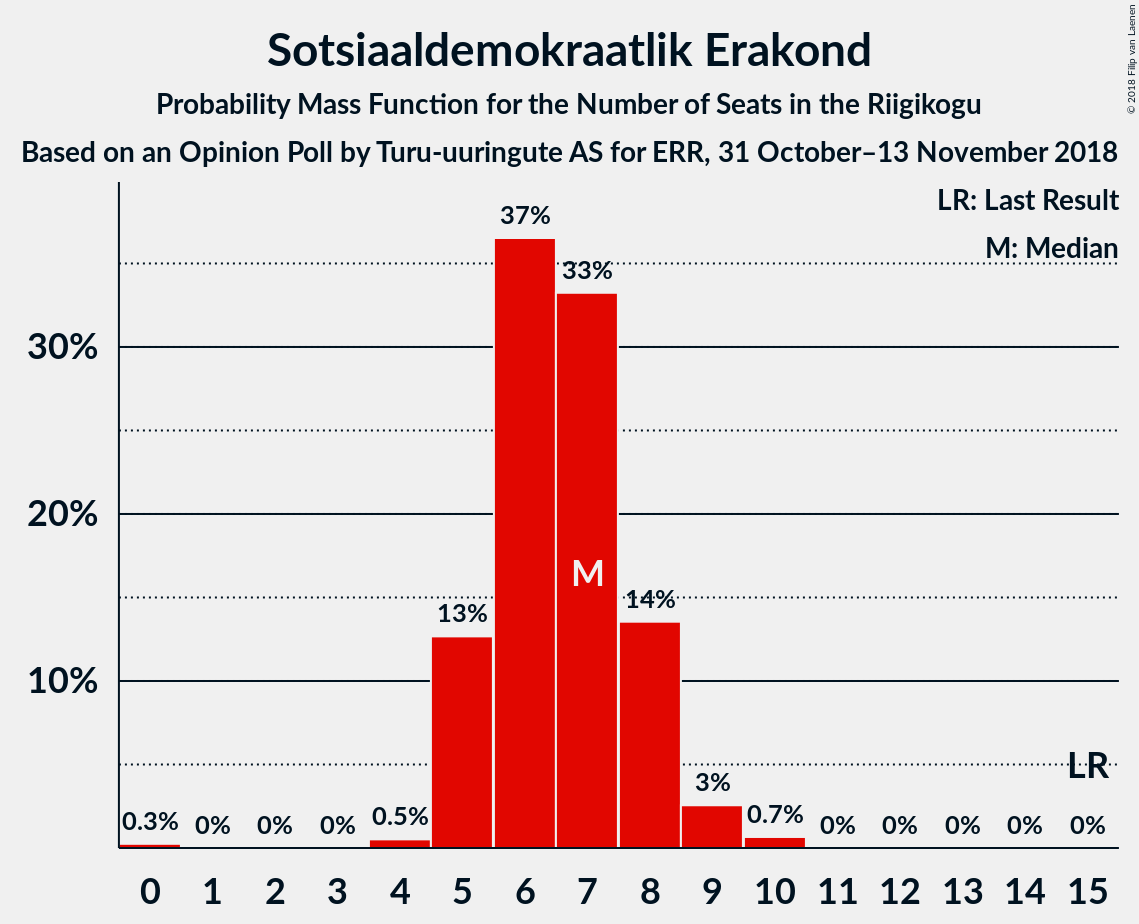 Sotsiaaldemokraatlik Erakond
Probability Mass Function for the Number of Seats in the Riigikogu
Based on an Opinion Poll by Turu-uuringute AS for ERR, 31 October–13 November 2018
© 2018 Filip van Laenen
LR: Last Result
M: Median
37%
33%
30%
20%
M
14%
13%
10%
LR
3%
0.3% 0% 0% 0% 0.5% 0.7% 0% 0% 0% 0% 0%
0 1 2 3 4 5 6 7 8 9 10 11 12 13 14 15